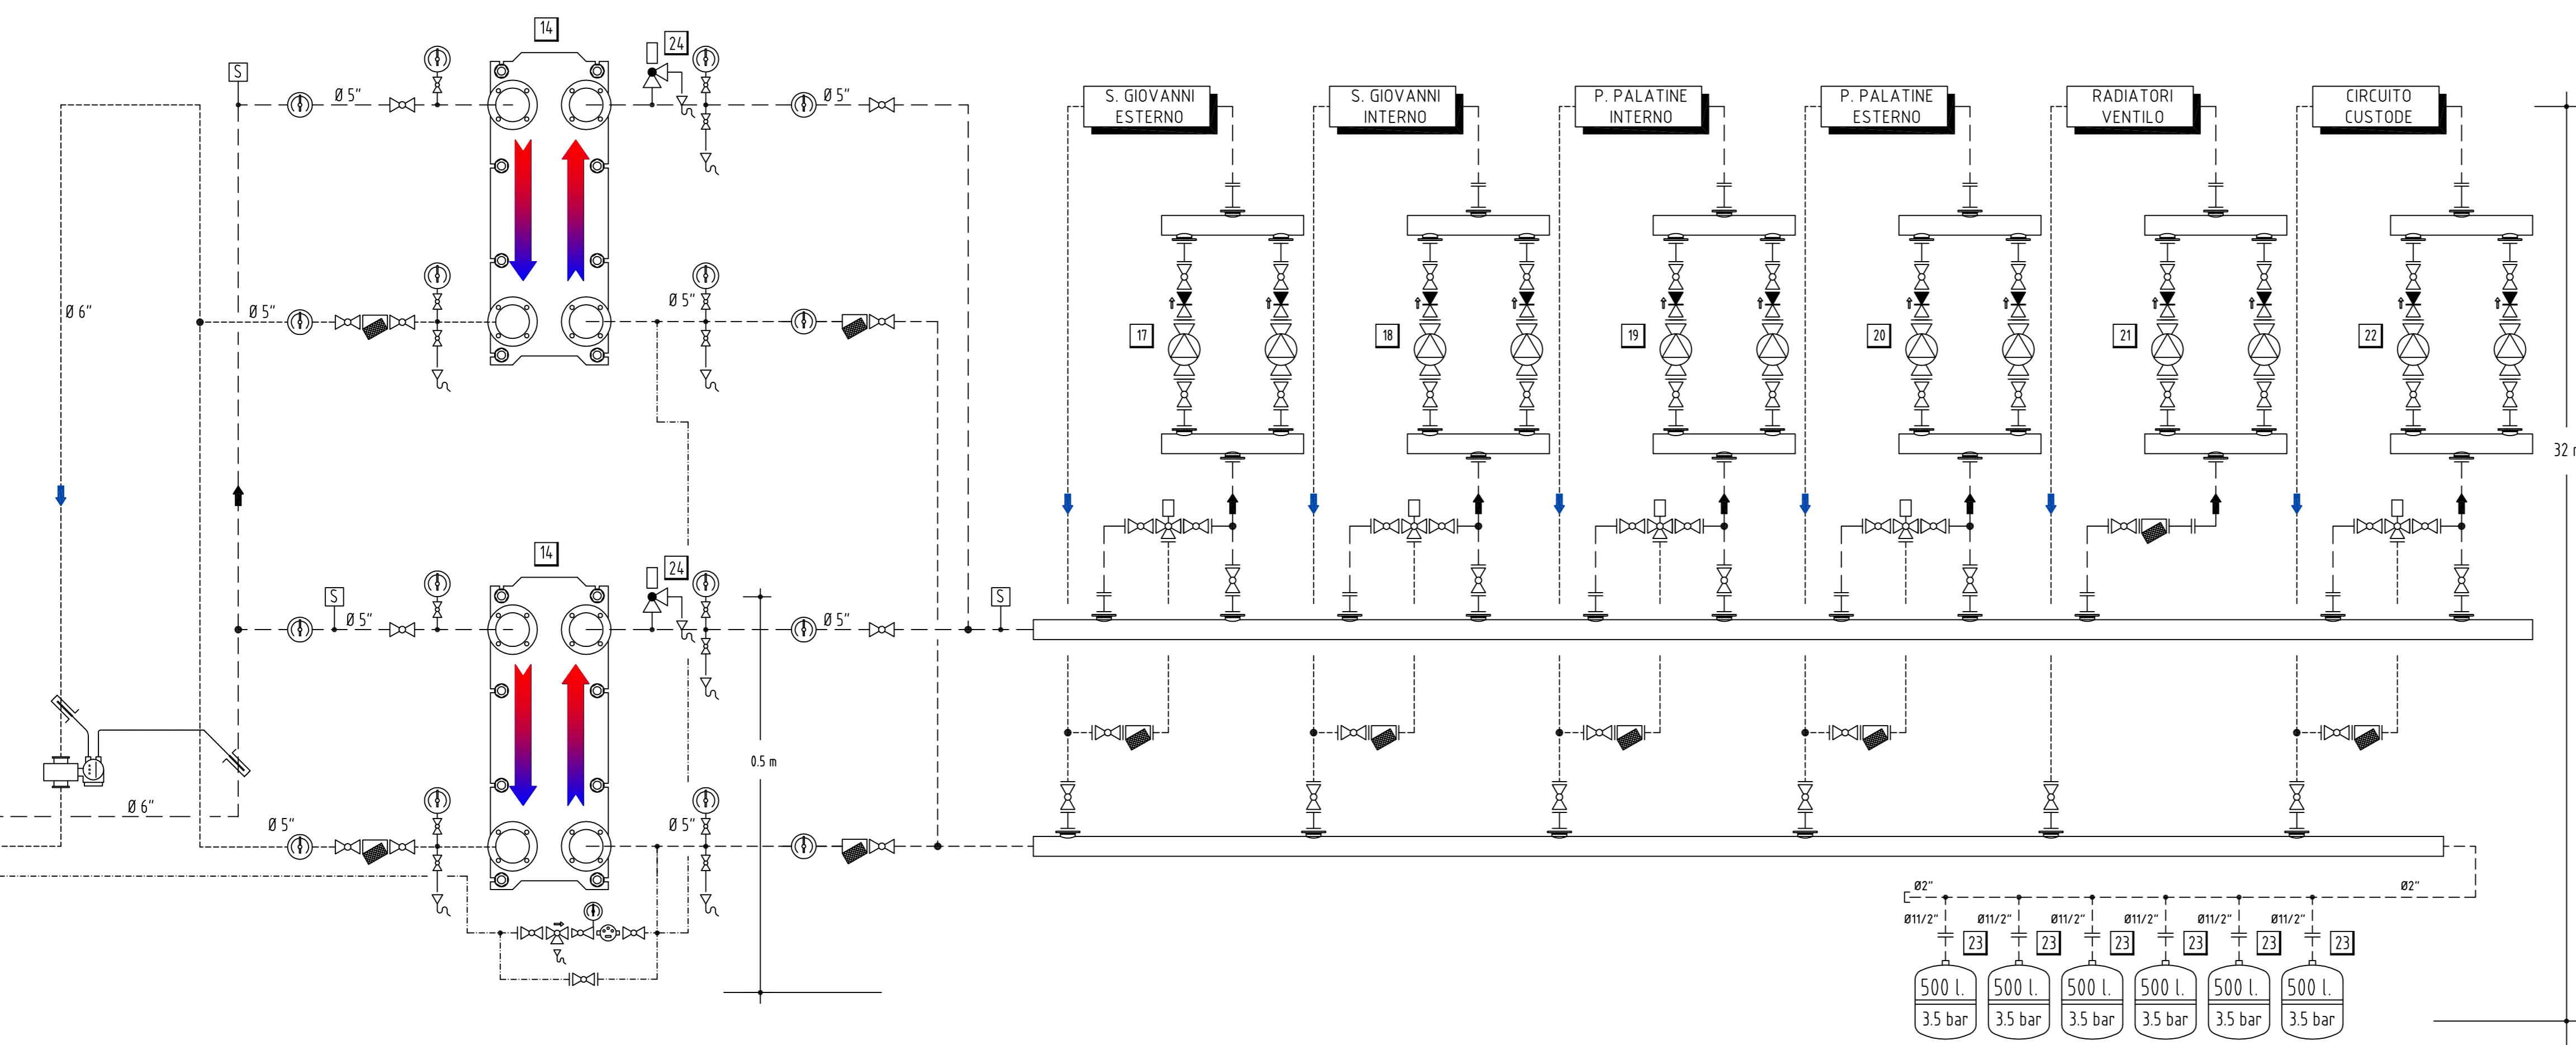 14
24
S
Ø 5"
Ø 5"
S. GIOVANNI
ESTERNO
S. GIOVANNI
INTERNO
P. PALATINE
INTERNO
P. PALATINE
ESTERNO
RADIATORI
VENTILO
CIRCUITO
CUSTODE
Ø 6"
Ø 5"
Ø 5"
17
18
19
20
21
22
32
14
24
S
S
Ø 5"
Ø 5"
0.5 m
Ø 6"
Ø 5"
Ø 5"
Ø2"
Ø2"
Ø11/2"
Ø11/2"
Ø11/2"
Ø11/2"
Ø11/2"
Ø11/2"
23
23
23
23
23
23
500 l.
3.5 bar
500 l.
3.5 bar
500 l.
3.5 bar
500 l.
3.5 bar
500 l.
3.5 bar
500 l.
3.5 bar